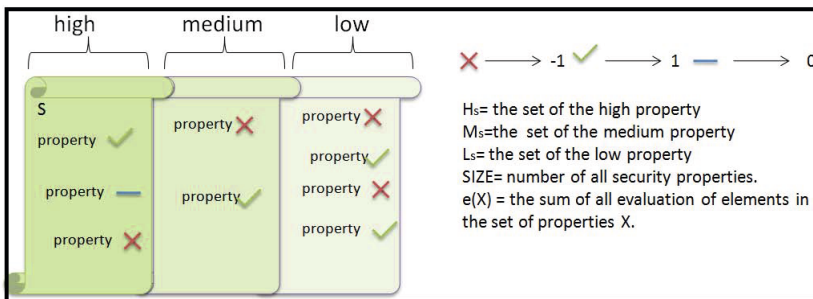 high medium low
S
property
property
property
property
property
property
property
property
property
-1 1 0
Hs= the set of the high property
Ms=the set of the medium property
Ls= the set of the low property
SIZE= number of all security properties.
e(X) = the sum of all evaluation of elements in
the set of properties X.